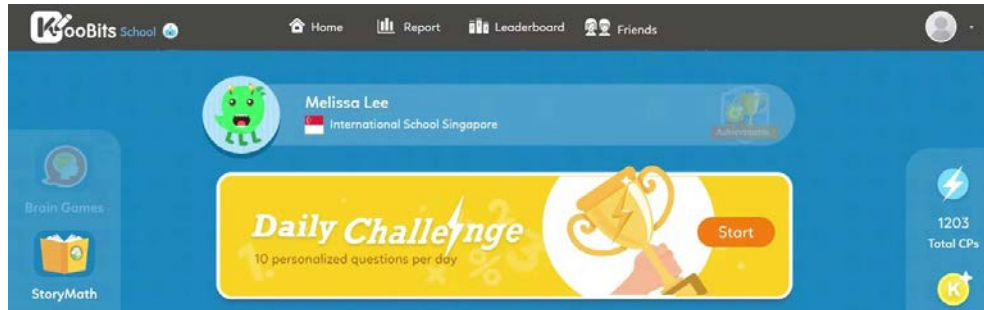 KooBits School
Home
Report
Leaderboard
Friends
Melissa Lee
International School Singapore
Achievements
Brain Games
StoryMath
Daily Challenge
10 personalized questions per day
Start
1203
Total CPs
K